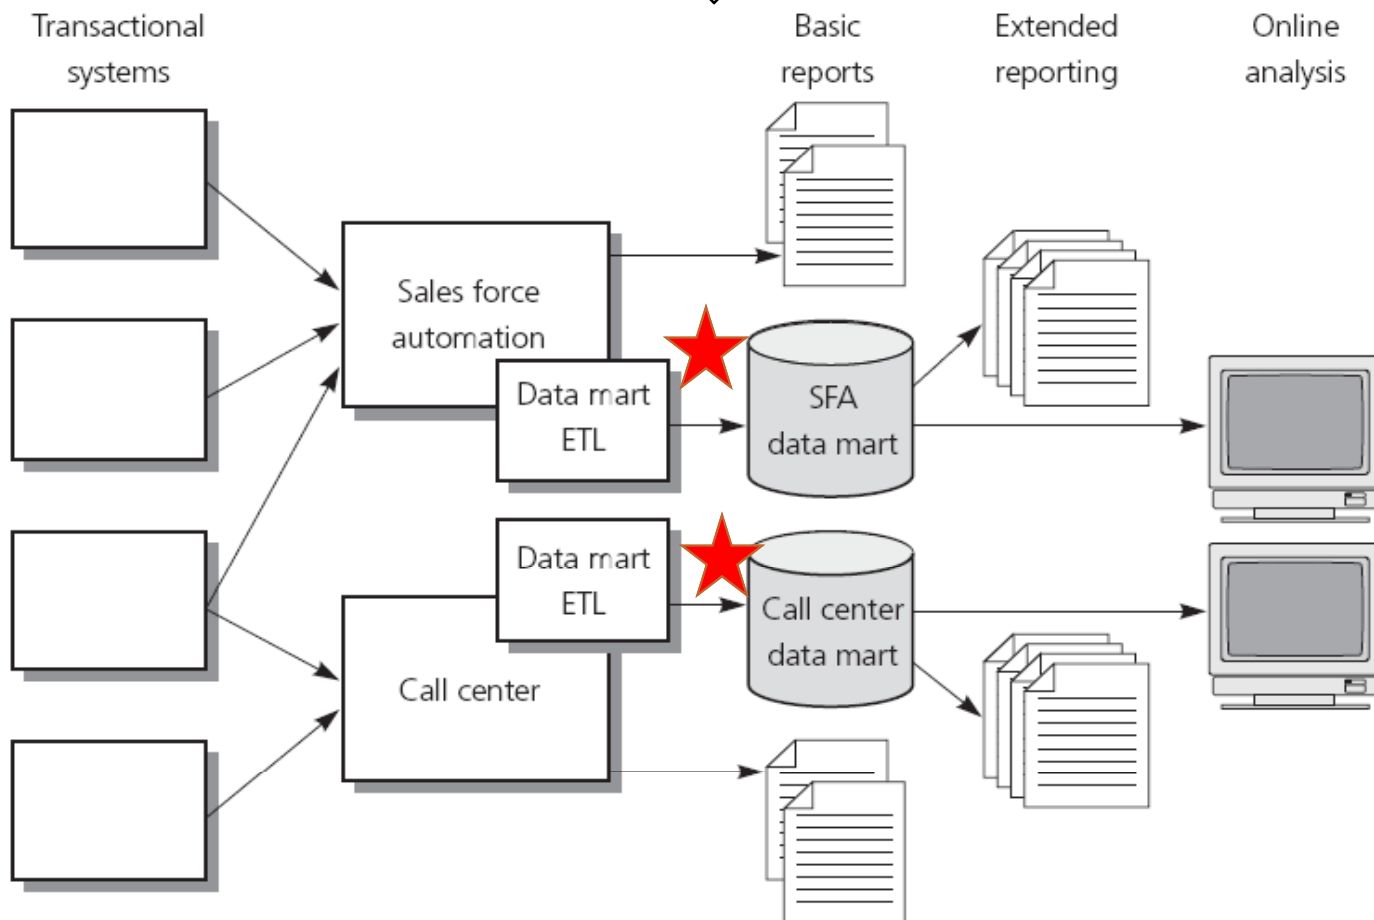 Transactional
systems
Basic
reports
Extended
reporting
Online
analysis
Sales force
automation
Data mart
ETL
SFA
data mart
Data mart
ETL
Call center
data mart
Call center